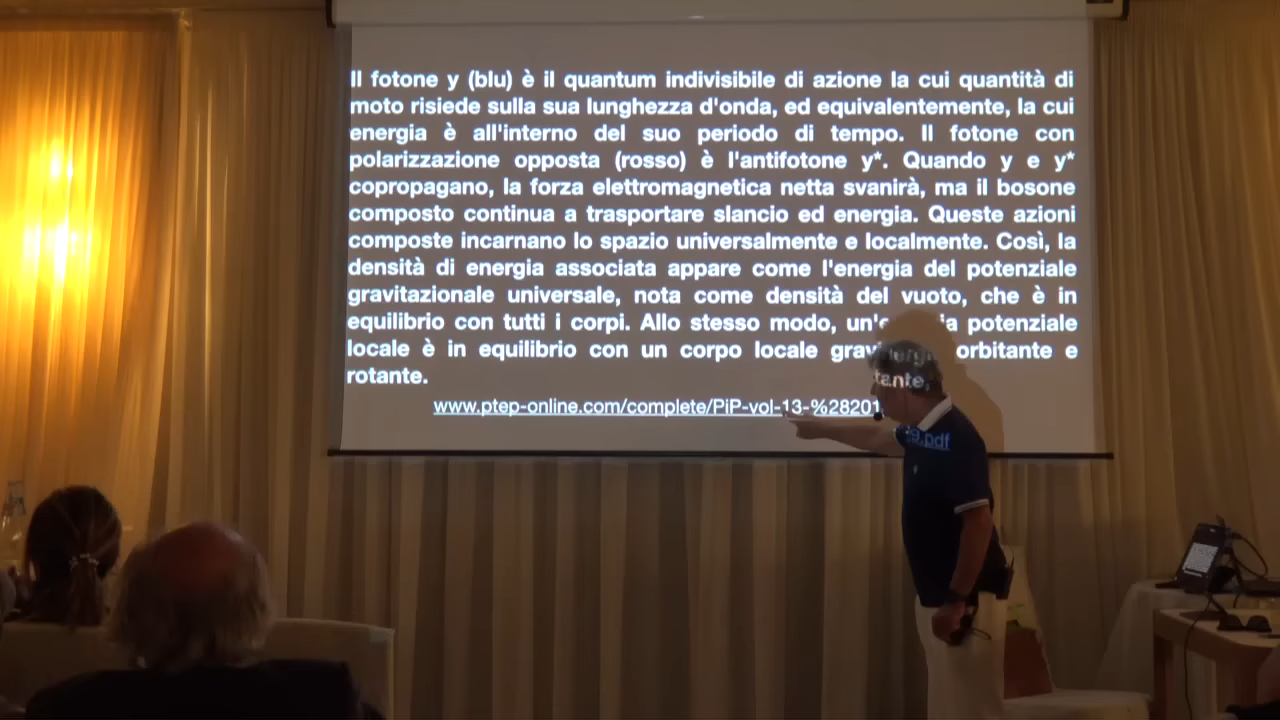 Il fotone y (blu) è il quantum indivisibile di azione la cui quantità di
moto risiede sulla sua lunghezza d'onda, ed equivalentemente, la cui
energia è all'interno del suo periodo di tempo. Il fotone con
polarizzazione opposta (rosso) è l'antifotone y*. Quando y e y*
copropagano, la forza elettromagnetica netta svanirà, ma il bosone
composto continua a trasportare slancio ed energia. Queste azioni
composte incarnano lo spazio universalmente e localmente. Così, la
densità di energia associata appare come l'energia del potenziale
gravitazionale universale, nota come densità del vuoto, che è in
equilibrio con tutti i corpi. Allo stesso modo, potenziale
locale è in equilibrio con un corpo locale orbitante e
rotante.
www.ptep-online.com/complete/PiP-vol-13-%28201
9.pdf